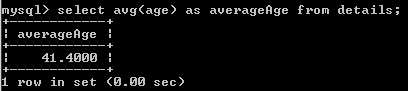 mysql> select avg(age) as averageAge from details;
+------------+
| averageAge |
+------------+
|    41.4000 |
+------------+
1 row in set (0.00 sec)